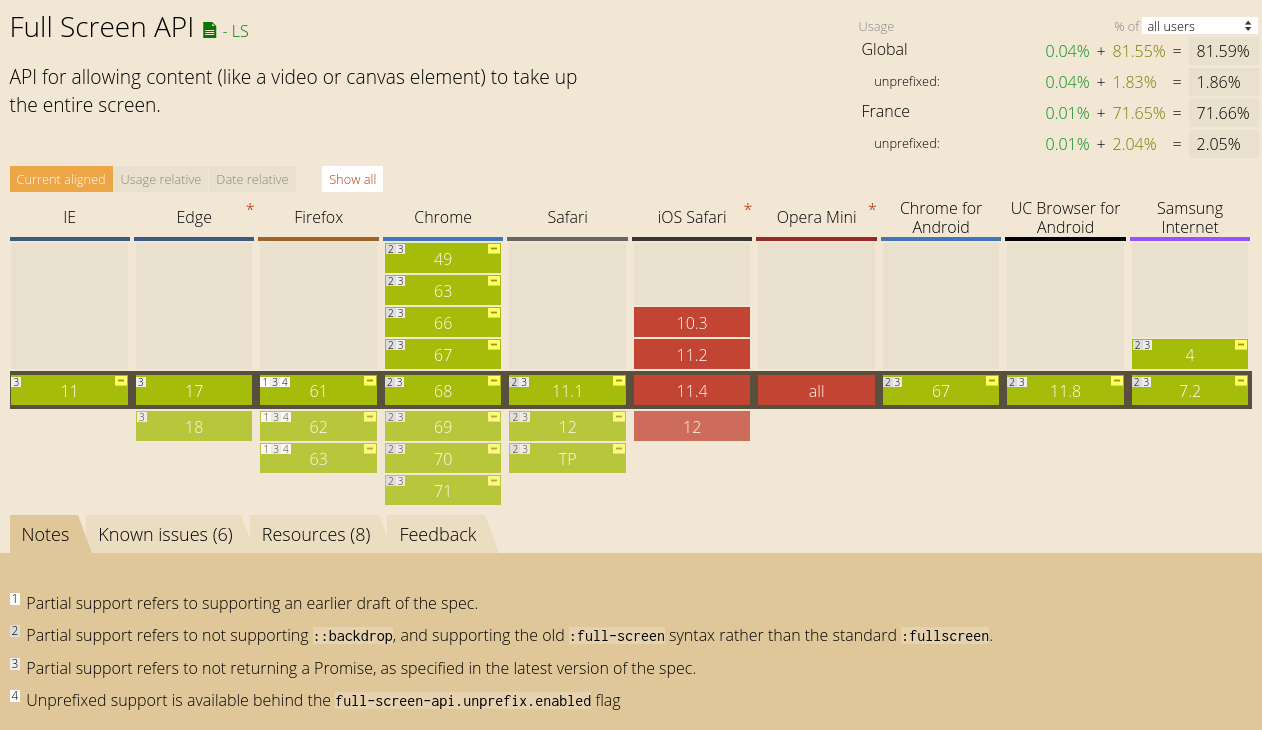 Full Screen API - LS
API for allowing content (like a video or canvas element) to take up
the entire screen.
Usage % of all users
Global 0.04% + 81.55% = 81.59%
unprefixed: 0.04% + 1.83% = 1.86%
France 0.01% + 71.65% = 71.66%
unprefixed: 0.01% + 2.04% = 2.05%
Current aligned Usage relative Date relative Show all
IE Edge * Firefox Chrome Safari iOS Safari * Opera Mini * Chrome for Android UC Browser for Android Samsung Internet
2 3 49 -
2 3 63 -
2 3 66 - 10.3
2 3 67 - 11.2 2 3 4 -
3 11 - 3 17 1 3 4 61 - 2 3 68 - 2 3 11.1 - 11.4 all 2 3 67 - 2 3 11.8 - 2 3 7.2 -
3 18 1 3 4 62 - 2 3 69 - 2 3 12 - 12
1 3 4 63 - 2 3 70 - 2 3 TP -
2 3 71 -
Notes Known issues (6) Resources (8) Feedback
1 Partial support refers to supporting an earlier draft of the spec.
2 Partial support refers to not supporting ::backdrop, and supporting the old :full-screen syntax rather than the standard :fullscreen.
3 Partial support refers to not returning a Promise, as specified in the latest version of the spec.
4 Unprefixed support is available behind the full-screen-api.unprefix.enabled flag